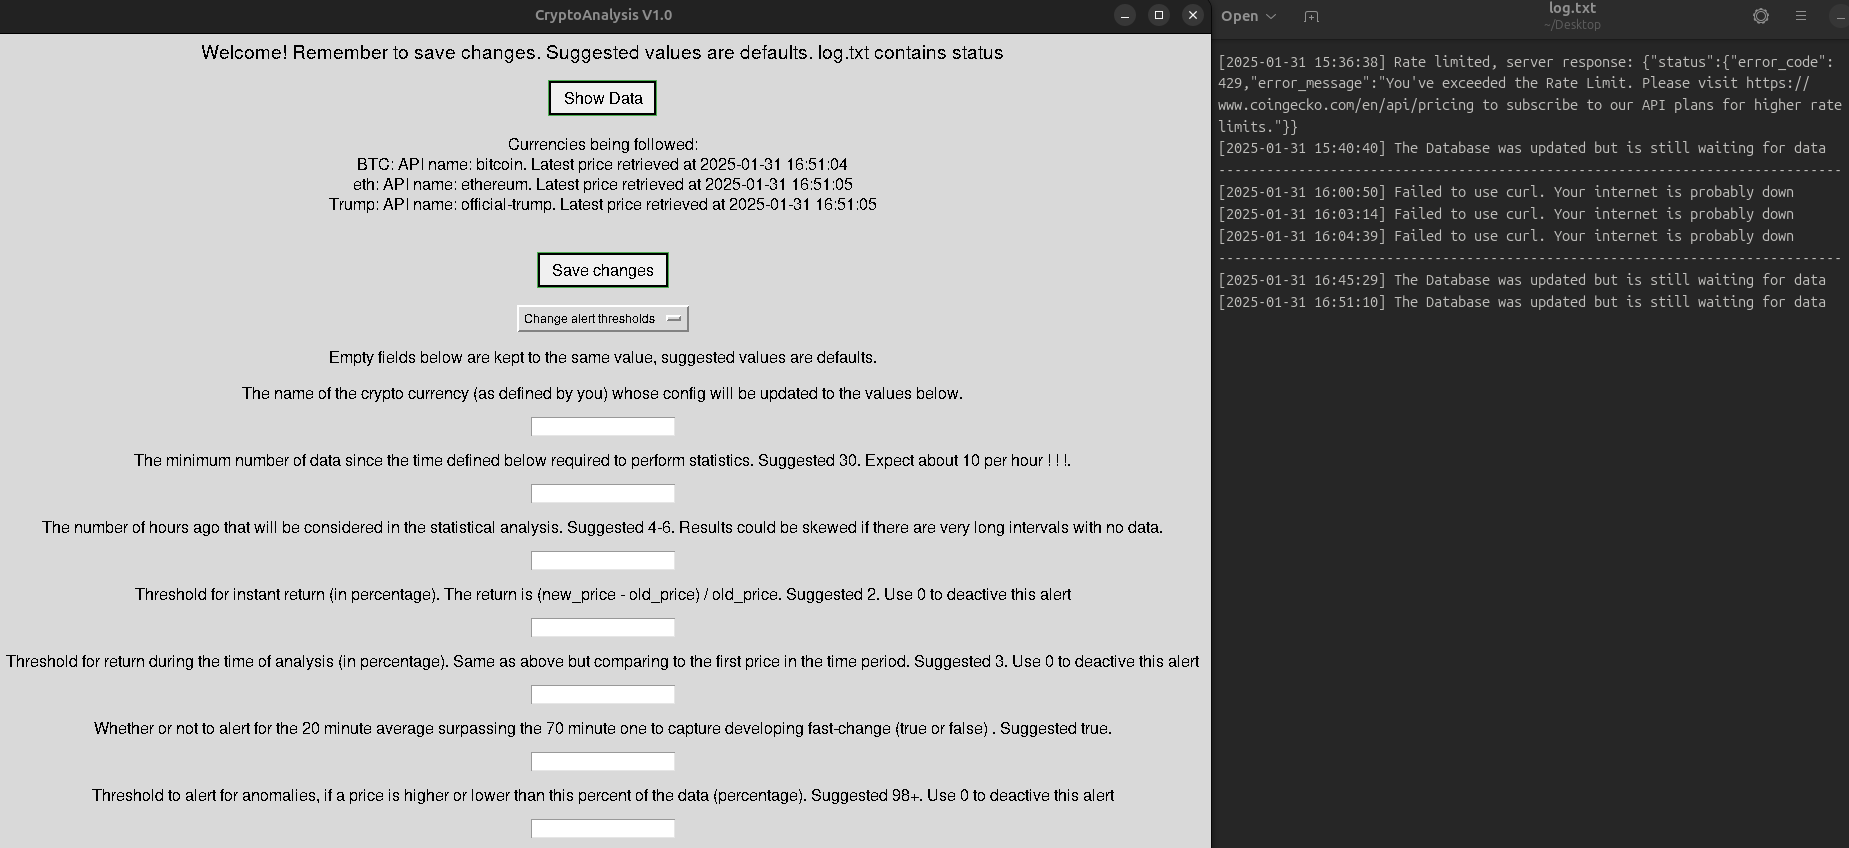 CryptoAnalysis V1.0
Welcome! Remember to save changes. Suggested values are defaults. log.txt contains status
Show Data
Currencies being followed:
BTC: API name: bitcoin. Latest price retrieved at 2025-01-31 16:51:04
eth: API name: ethereum. Latest price retrieved at 2025-01-31 16:51:05
Trump: API name: official-trump. Latest price retrieved at 2025-01-31 16:51:05
Save changes
Change alert thresholds
Empty fields below are kept to the same value, suggested values are defaults.
The name of the crypto currency (as defined by you) whose config will be updated to the values below.
The minimum number of data since the time defined below required to perform statistics. Suggested 30. Expect about 10 per hour ! ! !.
The number of hours ago that will be considered in the statistical analysis. Suggested 4-6. Results could be skewed if there are very long intervals with no data.
Threshold for instant return (in percentage). The return is (new_price - old_price) / old_price. Suggested 2. Use 0 to deactive this alert
Threshold for return during the time of analysis (in percentage). Same as above but comparing to the first price in the time period. Suggested 3. Use 0 to deactive this alert
Whether or not to alert for the 20 minute average surpassing the 70 minute one to capture developing fast-change (true or false) . Suggested true.
Threshold to alert for anomalies, if a price is higher or lower than this percent of the data (percentage). Suggested 98+. Use 0 to deactive this alert
Open
log.txt
~/Desktop
[2025-01-31 15:36:38] Rate limited, server response: {"status":{"error_code":
429,"error_message":"You've exceeded the Rate Limit. Please visit https://
www.coingecko.com/en/api/pricing to subscribe to our API plans for higher rate
limits."}}
[2025-01-31 15:40:40] The Database was updated but is still waiting for data
------------------------------------------------------------------------------
[2025-01-31 16:00:50] Failed to use curl. Your internet is probably down
[2025-01-31 16:03:14] Failed to use curl. Your internet is probably down
[2025-01-31 16:04:39] Failed to use curl. Your internet is probably down
------------------------------------------------------------------------------
[2025-01-31 16:45:29] The Database was updated but is still waiting for data
[2025-01-31 16:51:10] The Database was updated but is still waiting for data